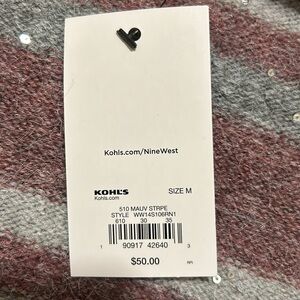 Kohls.com/NineWest
KOHL'S
Kohls.com
SIZE M
510 MAUV STRPE
STYLE WW14S106RN1
610 30 35
1 90917 42640 3
$50.00